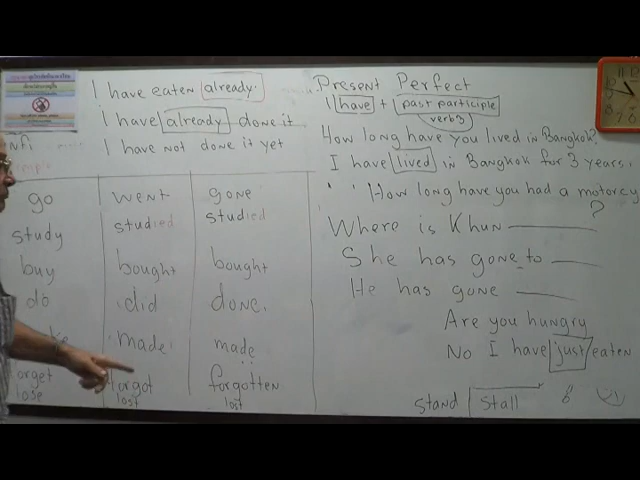 I have eaten already.
I have already done it
I have not done it yet
go went gone
study studied studied
buy bought bought
do did done
made made
forget forgot forgotten
lose lost lost
Present Perfect
I have + past participle
verb 3
How long have you lived in Bangkok?
I have lived in Bangkok for 3 years.
" How long have you had a motorcy
?
Where is Khun
She has gone to
He has gone
Are you hungry
No I have just eaten
stand stall